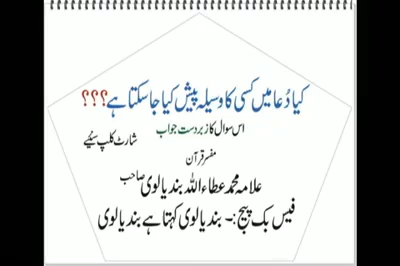 کیا دُعا میں کسی کا وسیلہ پیش کیا جا سکتا ہے؟؟؟
اس سوال کا زبردست جواب
شارٹ کلپ سنیے
مفسر قرآن
علامہ محمد عطاء اللہ بندیالوی صاحب
فیس بک پیج:۔ بندیالوی کہتا ہے بندیالوی